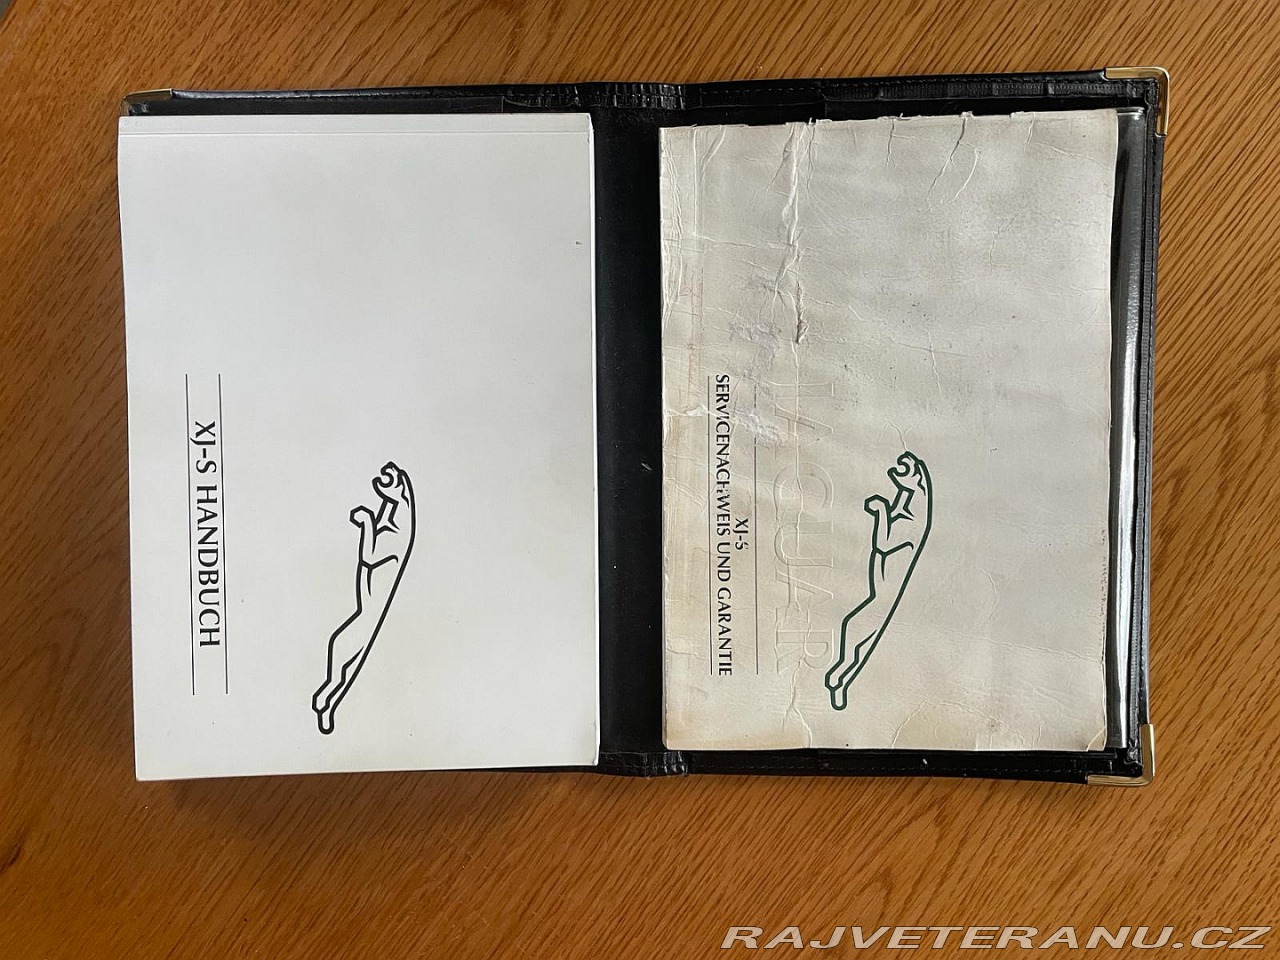 XJ-S HANDBUCH
JAGUAR
XJ-S
SERVICENACHWEIS UND GARANTIE
RAJVETERANU.CZ